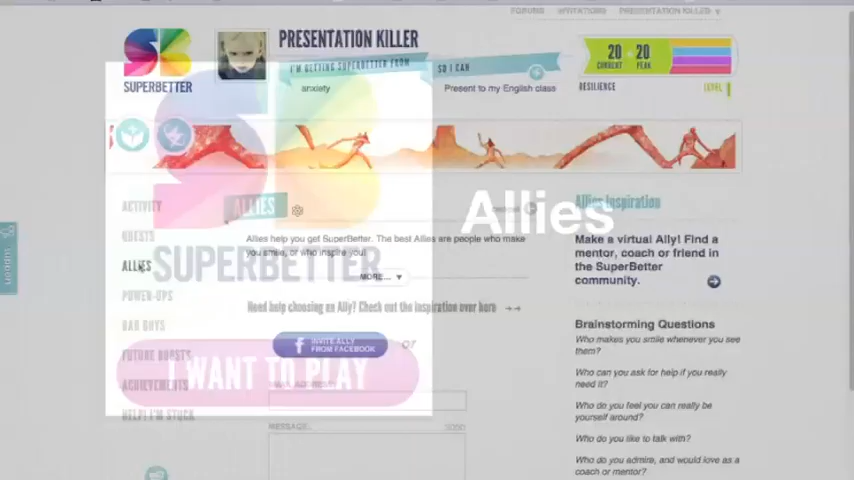 FORUMS INVITATIONS PRESENTATION KILLER
PRESENTATION KILLER
I'M GETTING SUPERBETTER FROM
SO I CAN
anxiety
Present to my English class
20 CURRENT
20 PEAK
RESILIENCE
LEVEL
SUPERBETTER
ACTIVITY
QUESTS
ALLIES
POWER-UPS
BAD GUYS
FUTURE BOOSTS
ACHIEVEMENTS
HELP! I'M STUCK
SUPERBETTER
I WANT TO PLAY
ALLIES
Allies
Allies help you get SuperBetter. The best Allies are people who make
you smile, or who inspire you!
MORE...
Need help choosing an Ally? Check out the inspiration over here
INVITE ALLY
FROM FACEBOOK
or
EMAIL ADDRESS
MESSAGE...
Allies Inspiration
Make a virtual Ally! Find a
mentor, coach or friend in
the SuperBetter
community.
Brainstorming Questions
Who makes you smile whenever you see
them?
Who can you ask for help if you really
need it?
Who do you feel you can really be
yourself around?
Who do you like to talk with?
Who do you admire, and would love as a
coach or mentor?